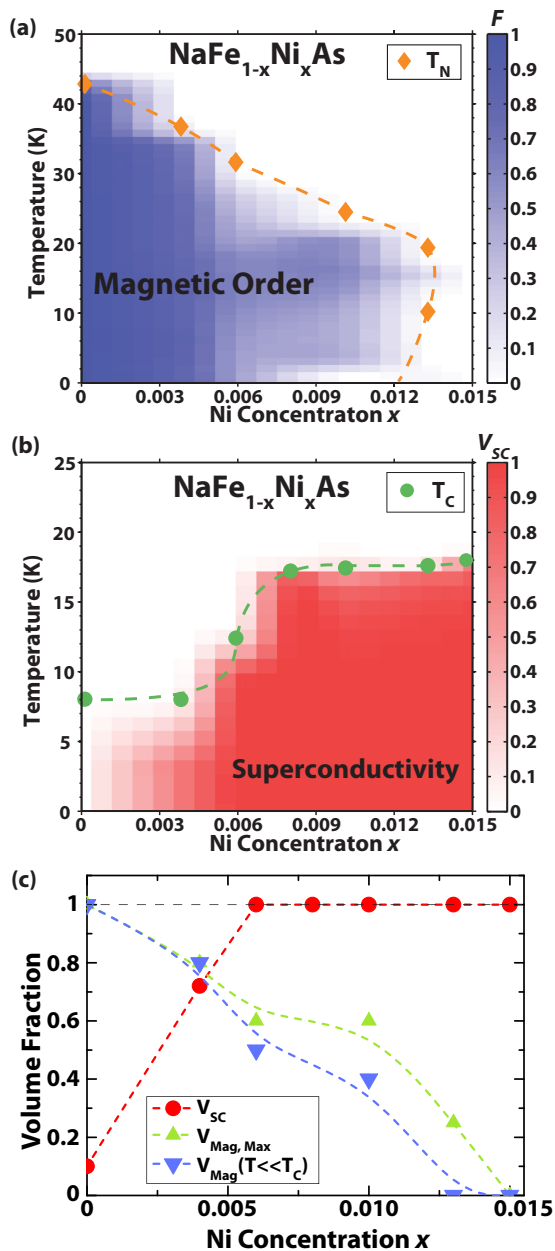 (a)
NaFe1-xNixAs
F
TN
50
40
30
20
10
0
Temperature (K)
Magnetic Order
0
0.003
0.006
0.009
0.012
0.015
Ni Concentraton x
1
0.9
0.8
0.7
0.6
0.5
0.4
0.3
0.2
0.1
0
(b)
NaFe1-xNixAs
VSC
TC
25
20
15
10
5
0
Temperature (K)
Superconductivity
0
0.003
0.006
0.009
0.012
0.015
Ni Concentraton x
1
0.9
0.8
0.7
0.6
0.5
0.4
0.3
0.2
0.1
0
(c)
1
0.8
0.6
0.4
0.2
0
Volume Fraction
VSC
VMag, Max
VMag(T<<TC)
0
0.005
0.010
0.015
Ni Concentration x